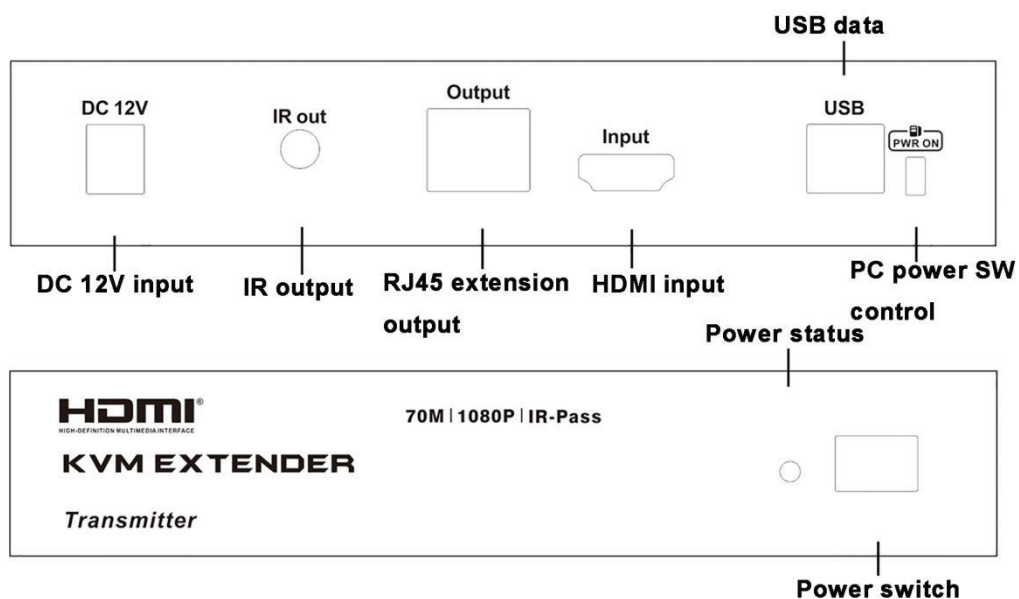 USB data
DC 12V
IR out
Output
Input
USB
PWR ON
DC 12V input
IR output
RJ45 extension
output
HDMI input
PC power SW
control
Power status
HDMI®
HIGH-DEFINITION MULTIMEDIA INTERFACE
70M | 1080P | IR-Pass
KVM EXTENDER
Transmitter
Power switch